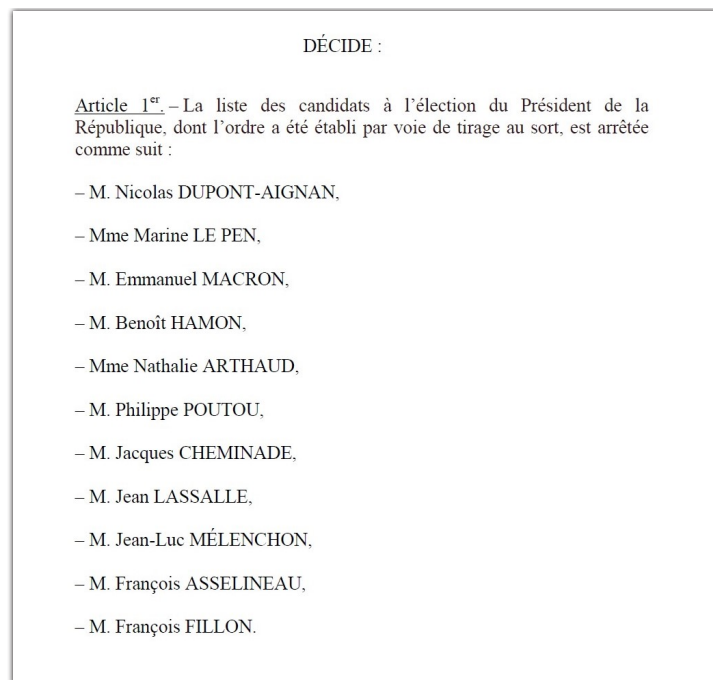 DÉCIDE :
Article 1er. – La liste des candidats à l’élection du Président de la
République, dont l’ordre a été établi par voie de tirage au sort, est arrêtée
comme suit :
– M. Nicolas DUPONT-AIGNAN,
– Mme Marine LE PEN,
– M. Emmanuel MACRON,
– M. Benoît HAMON,
– Mme Nathalie ARTHAUD,
– M. Philippe POUTOU,
– M. Jacques CHEMINADE,
– M. Jean LASSALLE,
– M. Jean-Luc MÉLENCHON,
– M. François ASSELINEAU,
– M. François FILLON.